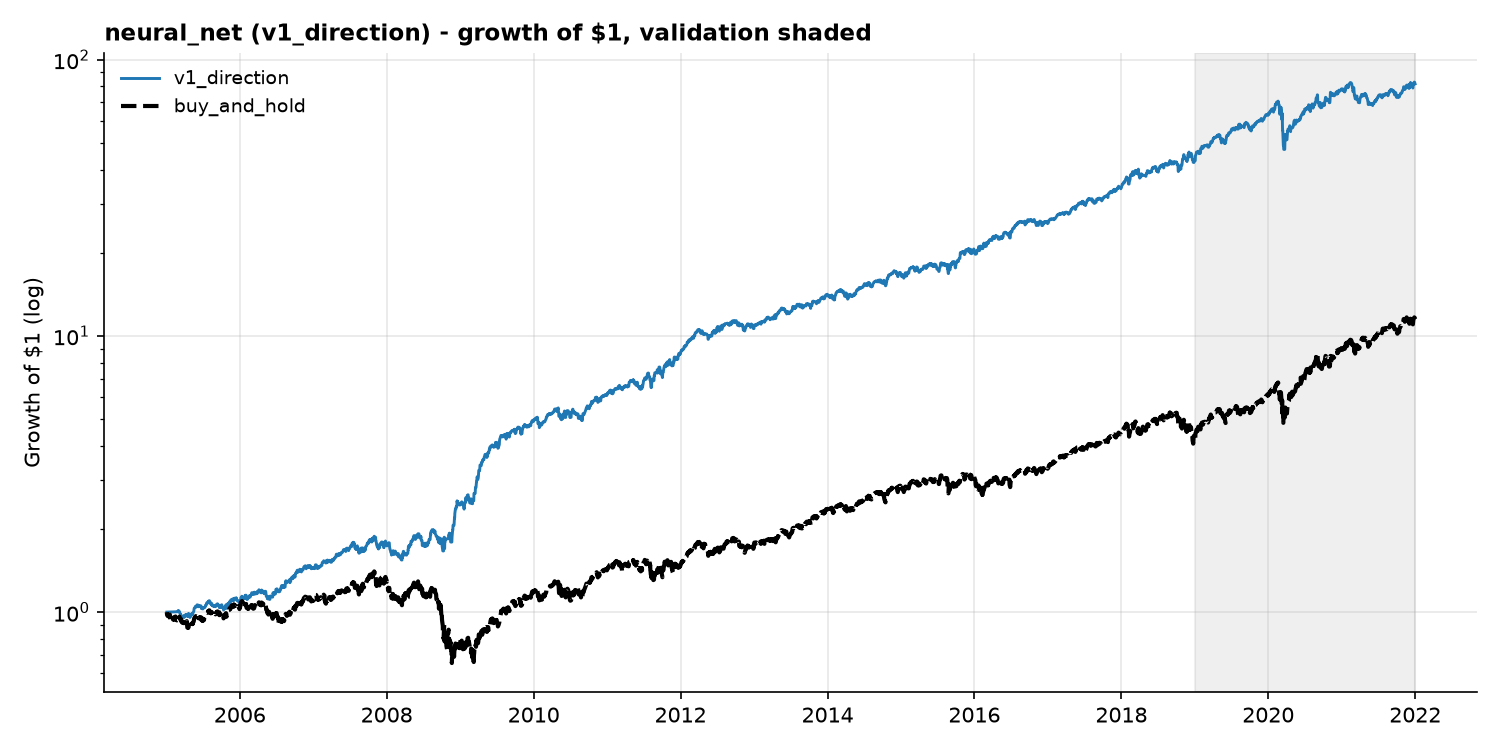 neural_net (v1_direction) - growth of $1, validation shaded
v1_direction
buy_and_hold
Growth of $1 (log)
10²
10¹
10⁰
2006 2008 2010 2012 2014 2016 2018 2020 2022